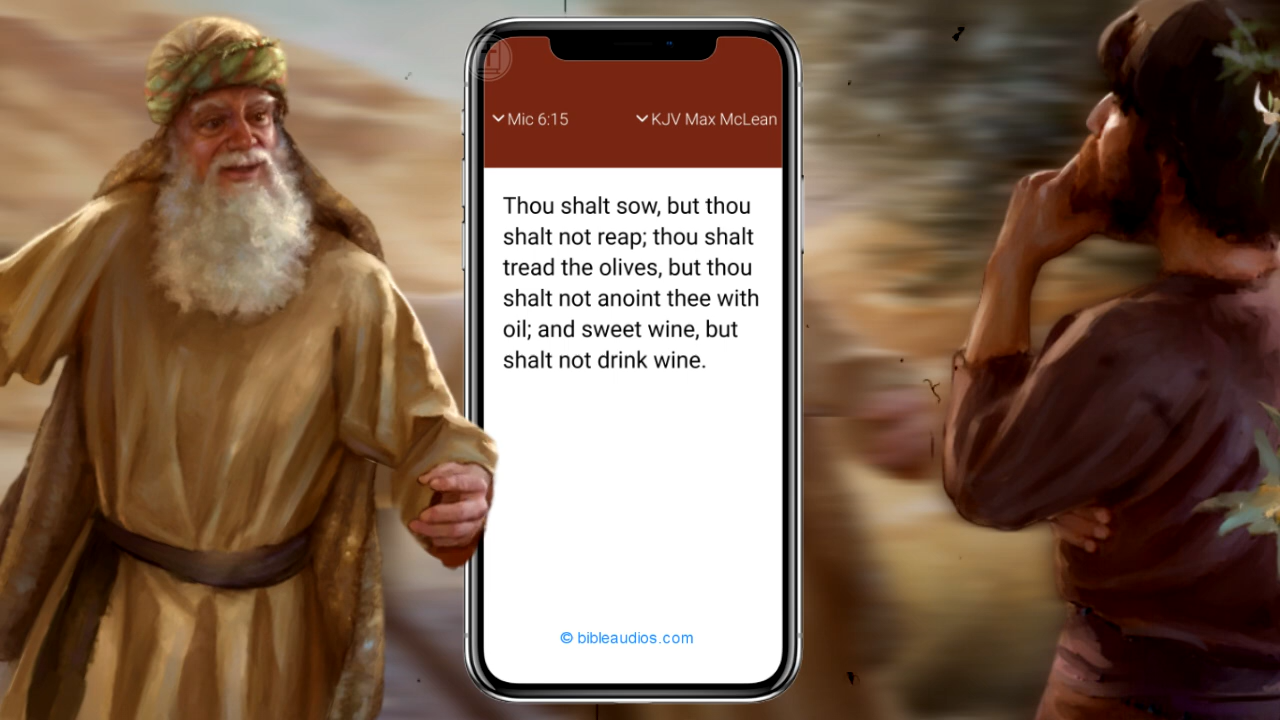 Mic 6:15
KJV Max McLean
Thou shalt sow, but thou
shalt not reap; thou shalt
tread the olives, but thou
shalt not anoint thee with
oil; and sweet wine, but
shalt not drink wine.
© bibleaudios.com